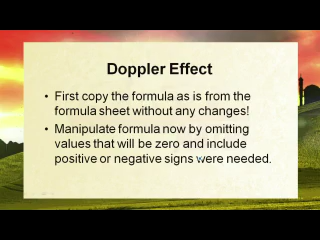 Doppler Effect
• First copy the formula as is from the
formula sheet without any changes!
• Manipulate formula now by omitting
values that will be zero and include
positive or negative signs were needed.